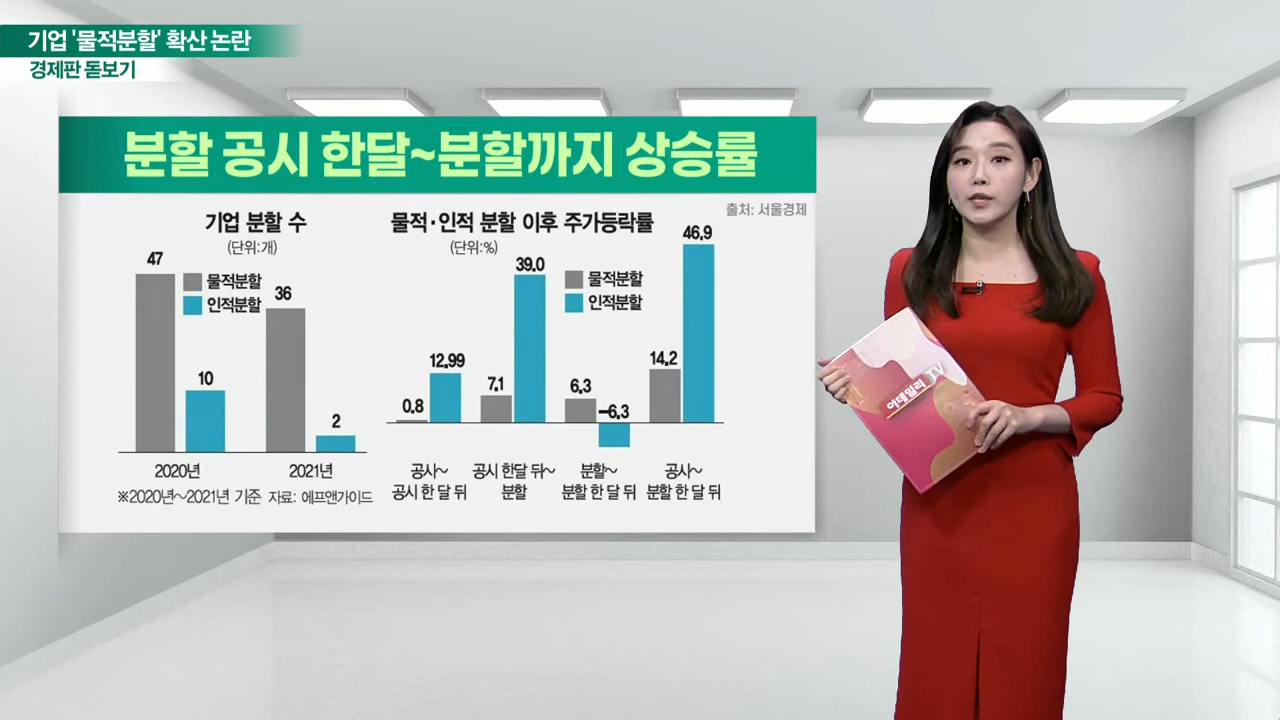 기업 '물적분할' 확산 논란
경제판 돋보기
분할 공시 한달~분할까지 상승률
출처: 서울경제
기업 분할 수
(단위:개)
물적분할
인적분할
47
10
36
2
2020년
2021년
※2020년~2021년 기준 자료: 에프앤가이드
물적·인적 분할 이후 주가등락률
(단위:%)
물적분할
인적분할
0.8
12.99
7.1
39.0
6.3
–6.3
14.2
46.9
공시~
공시 한 달 뒤
공시 한달 뒤~
분할
분할~
분할 한 달 뒤
공시~
분할 한 달 뒤
이데일리 TV